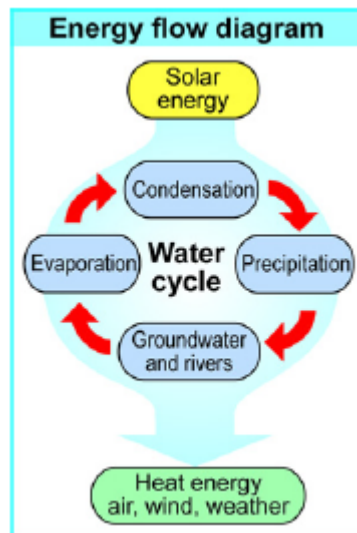 Energy flow diagram
Solar
energy
Condensation
Evaporation
Water
cycle
Precipitation
Groundwater
and rivers
Heat energy
air, wind, weather